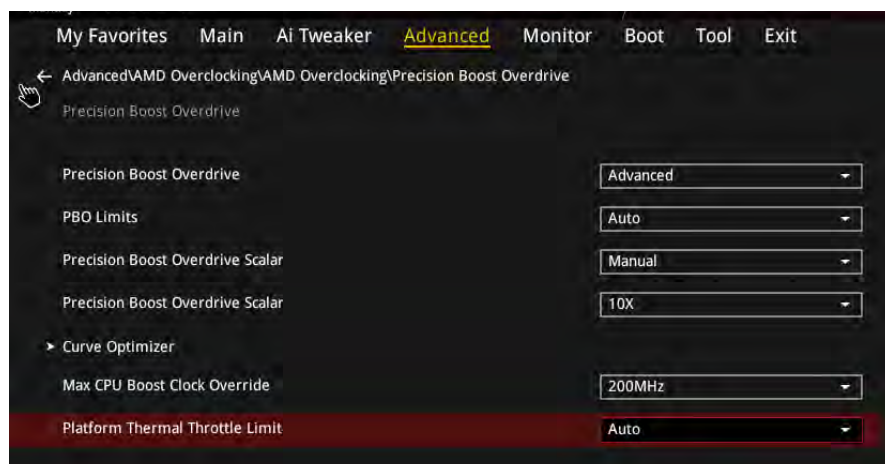 My Favorites Main Ai Tweaker Advanced Monitor Boot Tool Exit
← Advanced\AMD Overclocking\AMD Overclocking\Precision Boost Overdrive
Precision Boost Overdrive
Precision Boost Overdrive Advanced
PBO Limits Auto
Precision Boost Overdrive Scalar Manual
Precision Boost Overdrive Scalar 10X
Curve Optimizer
Max CPU Boost Clock Override 200MHz
Platform Thermal Throttle Limit Auto